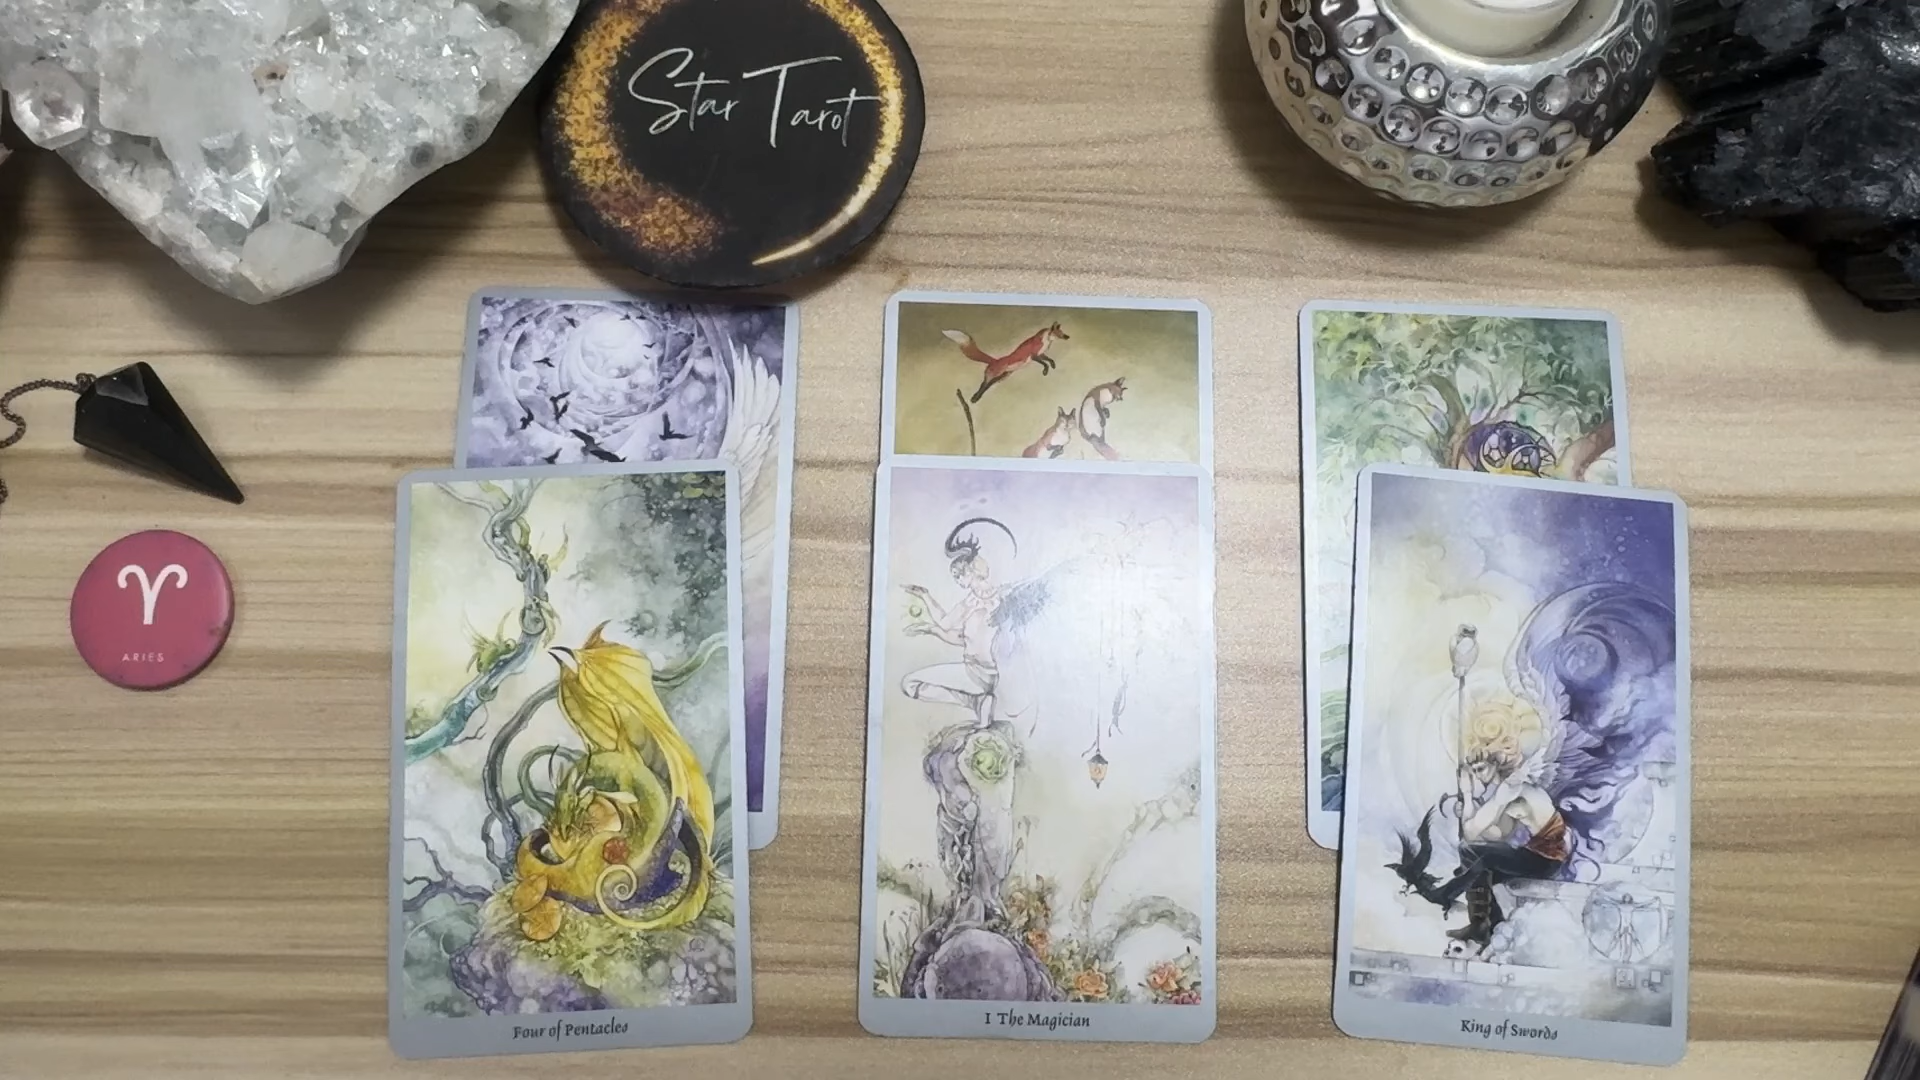 Star Tarot
ARIES
Four of Pentacles
I The Magician
King of Swords